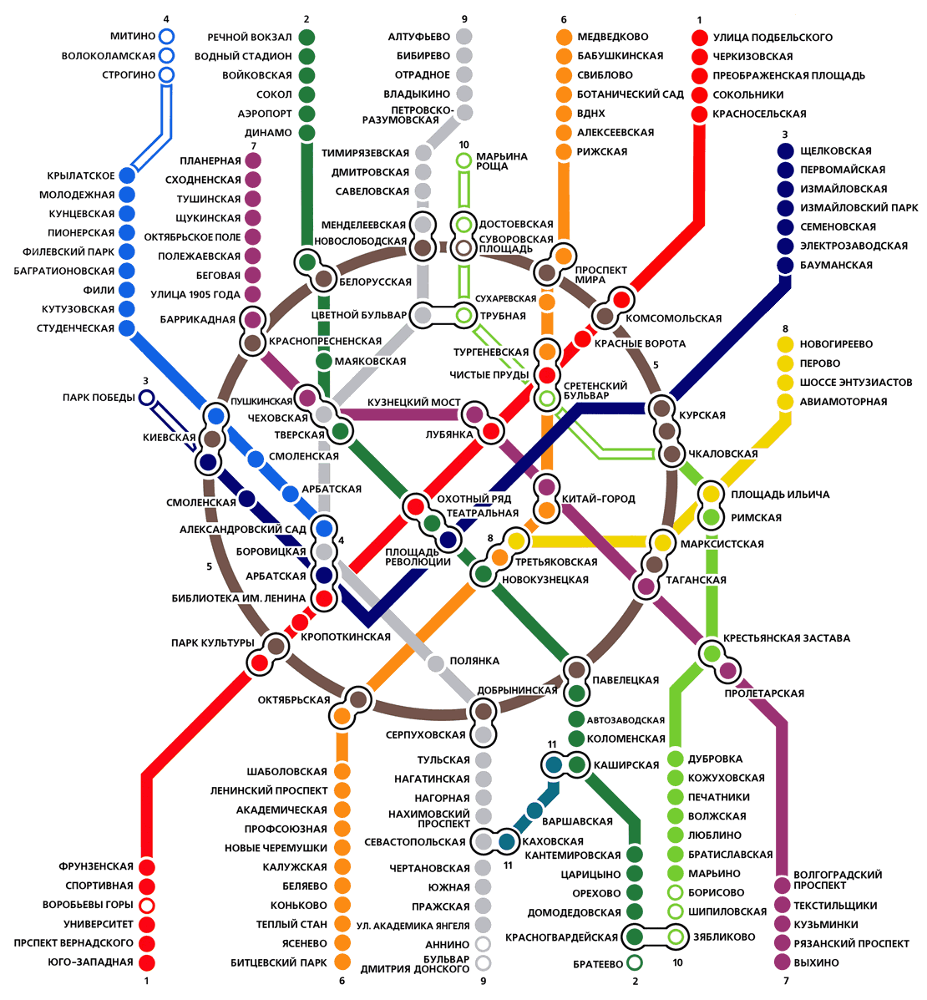 4
МИТИНО
ВОЛОКОЛАМСКАЯ
СТРОГИНО
КРЫЛАТСКОЕ
МОЛОДЕЖНАЯ
КУНЦЕВСКАЯ
ПИОНЕРСКАЯ
ФИЛЕВСКИЙ ПАРК
БАГРАТИОНОВСКАЯ
ФИЛИ
КУТУЗОВСКАЯ
СТУДЕНЧЕСКАЯ
2
РЕЧНОЙ ВОКЗАЛ
ВОДНЫЙ СТАДИОН
ВОЙКОВСКАЯ
СОКОЛ
АЭРОПОРТ
ДИНАМО
7
ПЛАНЕРНАЯ
СХОДНЕНСКАЯ
ТУШИНСКАЯ
ЩУКИНСКАЯ
ОКТЯБРЬСКОЕ ПОЛЕ
ПОЛЕЖАЕВСКАЯ
БЕГОВАЯ
УЛИЦА 1905 ГОДА
БАРРИКАДНАЯ
КРАСНОПРЕСНЕНСКАЯ
9
АЛТУФЬЕВО
БИБИРЕВО
ОТРАДНОЕ
ВЛАДЫКИНО
ПЕТРОВСКО-
РАЗУМОВСКАЯ
ТИМИРЯЗЕВСКАЯ
ДМИТРОВСКАЯ
САВЕЛОВСКАЯ
МЕНДЕЛЕЕВСКАЯ
НОВОСЛОБОДСКАЯ
БЕЛОРУССКАЯ
ЦВЕТНОЙ БУЛЬВАР
МАЯКОВСКАЯ
10
МАРЬИНА
РОЩА
ДОСТОЕВСКАЯ
СУВОРОВСКАЯ
ПЛОЩАДЬ
ТРУБНАЯ
6
МЕДВЕДКОВО
БАБУШКИНСКАЯ
СВИБЛОВО
БОТАНИЧЕСКИЙ САД
ВДНХ
АЛЕКСЕЕВСКАЯ
РИЖСКАЯ
ПРОСПЕКТ
МИРА
СУХАРЕВСКАЯ
ТУРГЕНЕВСКАЯ
ЧИСТЫЕ ПРУДЫ
СРЕТЕНСКИЙ
БУЛЬВАР
1
УЛИЦА ПОДБЕЛЬСКОГО
ЧЕРКИЗОВСКАЯ
ПРЕОБРАЖЕНСКАЯ ПЛОЩАДЬ
СОКОЛЬНИКИ
КРАСНОСЕЛЬСКАЯ
КОМСОМОЛЬСКАЯ
КРАСНЫЕ ВОРОТА
5
3
ЩЕЛКОВСКАЯ
ПЕРВОМАЙСКАЯ
ИЗМАЙЛОВСКАЯ
ИЗМАЙЛОВСКИЙ ПАРК
СЕМЕНОВСКАЯ
ЭЛЕКТРОЗАВОДСКАЯ
БАУМАНСКАЯ
8
НОВОГИРЕЕВО
ПЕРОВО
ШОССЕ ЭНТУЗИАСТОВ
АВИАМОТОРНАЯ
3
ПАРК ПОБЕДЫ
КИЕВСКАЯ
СМОЛЕНСКАЯ
АРБАТСКАЯ
СМОЛЕНСКАЯ
АЛЕКСАНДРОВСКИЙ САД
4
БОРОВИЦКАЯ
АРБАТСКАЯ
БИБЛИОТЕКА ИМ. ЛЕНИНА
КРОПОТКИНСКАЯ
5
ПАРК КУЛЬТУРЫ
ОКТЯБРЬСКАЯ
ПУШКИНСКАЯ
ЧЕХОВСКАЯ
ТВЕРСКАЯ
КУЗНЕЦКИЙ МОСТ
ЛУБЯНКА
ОХОТНЫЙ РЯД
ТЕАТРАЛЬНАЯ
ПЛОЩАДЬ
РЕВОЛЮЦИИ
КИТАЙ-ГОРОД
8
ТРЕТЬЯКОВСКАЯ
НОВОКУЗНЕЦКАЯ
КУРСКАЯ
ЧКАЛОВСКАЯ
ПЛОЩАДЬ ИЛЬИЧА
РИМСКАЯ
МАРКСИСТСКАЯ
ТАГАНСКАЯ
КРЕСТЬЯНСКАЯ ЗАСТАВА
ПРОЛЕТАРСКАЯ
ПОЛЯНКА
ДОБРЫНИНСКАЯ
СЕРПУХОВСКАЯ
ПАВЕЛЕЦКАЯ
АВТОЗАВОДСКАЯ
КОЛОМЕНСКАЯ
11
КАШИРСКАЯ
ВАРШАВСКАЯ
КАХОВСКАЯ
11
ФРУНЗЕНСКАЯ
СПОРТИВНАЯ
ВОРОБЬЕВЫ ГОРЫ
УНИВЕРСИТЕТ
ПРСПЕКТ ВЕРНАДСКОГО
ЮГО-ЗАПАДНАЯ
1
ШАБОЛОВСКАЯ
ЛЕНИНСКИЙ ПРОСПЕКТ
АКАДЕМИЧЕСКАЯ
ПРОФСОЮЗНАЯ
НОВЫЕ ЧЕРЕМУШКИ
КАЛУЖСКАЯ
БЕЛЯЕВО
КОНЬКОВО
ТЕПЛЫЙ СТАН
ЯСЕНЕВО
БИТЦЕВСКИЙ ПАРК
6
ТУЛЬСКАЯ
НАГАТИНСКАЯ
НАГОРНАЯ
НАХИМОВСКИЙ
ПРОСПЕКТ
СЕВАСТОПОЛЬСКАЯ
ЧЕРТАНОВСКАЯ
ЮЖНАЯ
ПРАЖСКАЯ
УЛ. АКАДЕМИКА ЯНГЕЛЯ
АННИНО
БУЛЬВАР
ДМИТРИЯ ДОНСКОГО
9
КАНТЕМИРОВСКАЯ
ЦАРИЦЫНО
ОРЕХОВО
ДОМОДЕДОВСКАЯ
КРАСНОГВАРДЕЙСКАЯ
БРАТЕЕВО
2
ДУБРОВКА
КОЖУХОВСКАЯ
ПЕЧАТНИКИ
ВОЛЖСКАЯ
ЛЮБЛИНО
БРАТИСЛАВСКАЯ
МАРЬИНО
БОРИСОВО
ШИПИЛОВСКАЯ
ЗЯБЛИКОВО
10
ВОЛГОГРАДСКИЙ
ПРОСПЕКТ
ТЕКСТИЛЬЩИКИ
КУЗЬМИНКИ
РЯЗАНСКИЙ ПРОСПЕКТ
ВЫХИНО
7